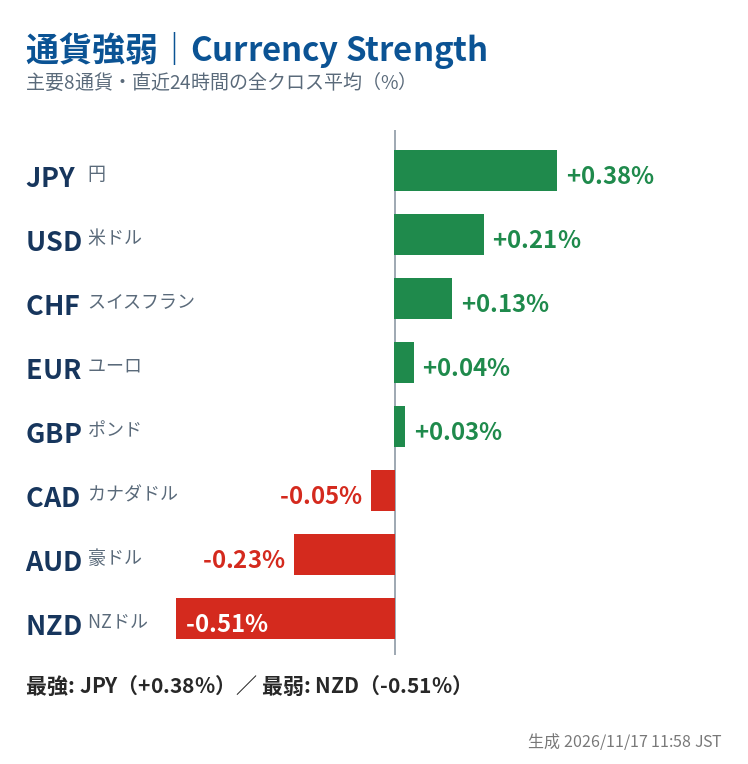 通貨強弱｜Currency Strength
主要8通貨・直近24時間の全クロス平均（%）
JPY 円 +0.38%
USD 米ドル +0.21%
CHF スイスフラン +0.13%
EUR ユーロ +0.04%
GBP ポンド +0.03%
CAD カナダドル -0.05%
AUD 豪ドル -0.23%
NZD NZドル -0.51%
最強: JPY（+0.38%）／ 最弱: NZD（-0.51%）
生成 2026/11/17 11:58 JST